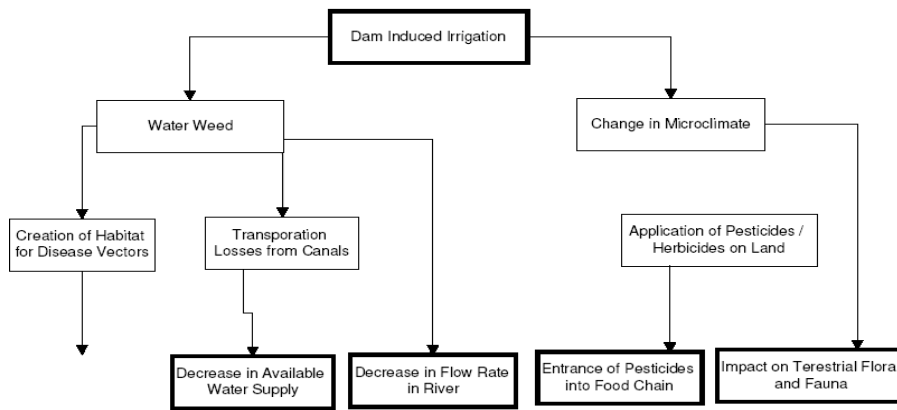 Dam Induced Irrigation
Water Weed
Change in Microclimate
Creation of Habitat
for Disease Vectors
Transporation
Losses from Canals
Application of Pesticides /
Herbicides on Land
Decrease in Available
Water Supply
Decrease in Flow Rate
in River
Entrance of Pesticides
into Food Chain
Impact on Terestrial Flora
and Fauna